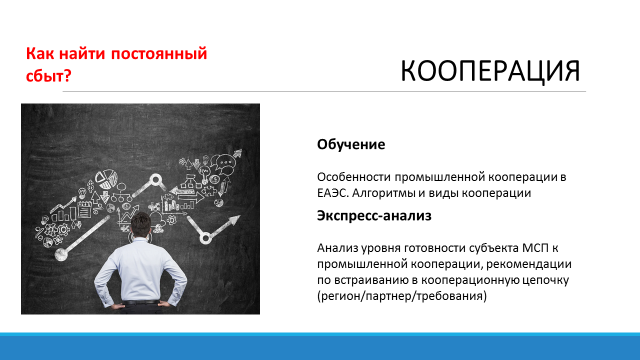 Как найти постоянный
сбыт?
КООПЕРАЦИЯ
Обучение
Особенности промышленной кооперации в
ЕАЭС. Алгоритмы и виды кооперации
Экспресс-анализ
Анализ уровня готовности субъекта МСП к
промышленной кооперации, рекомендации
по встраиванию в кооперационную цепочку
(регион/партнер/требования)